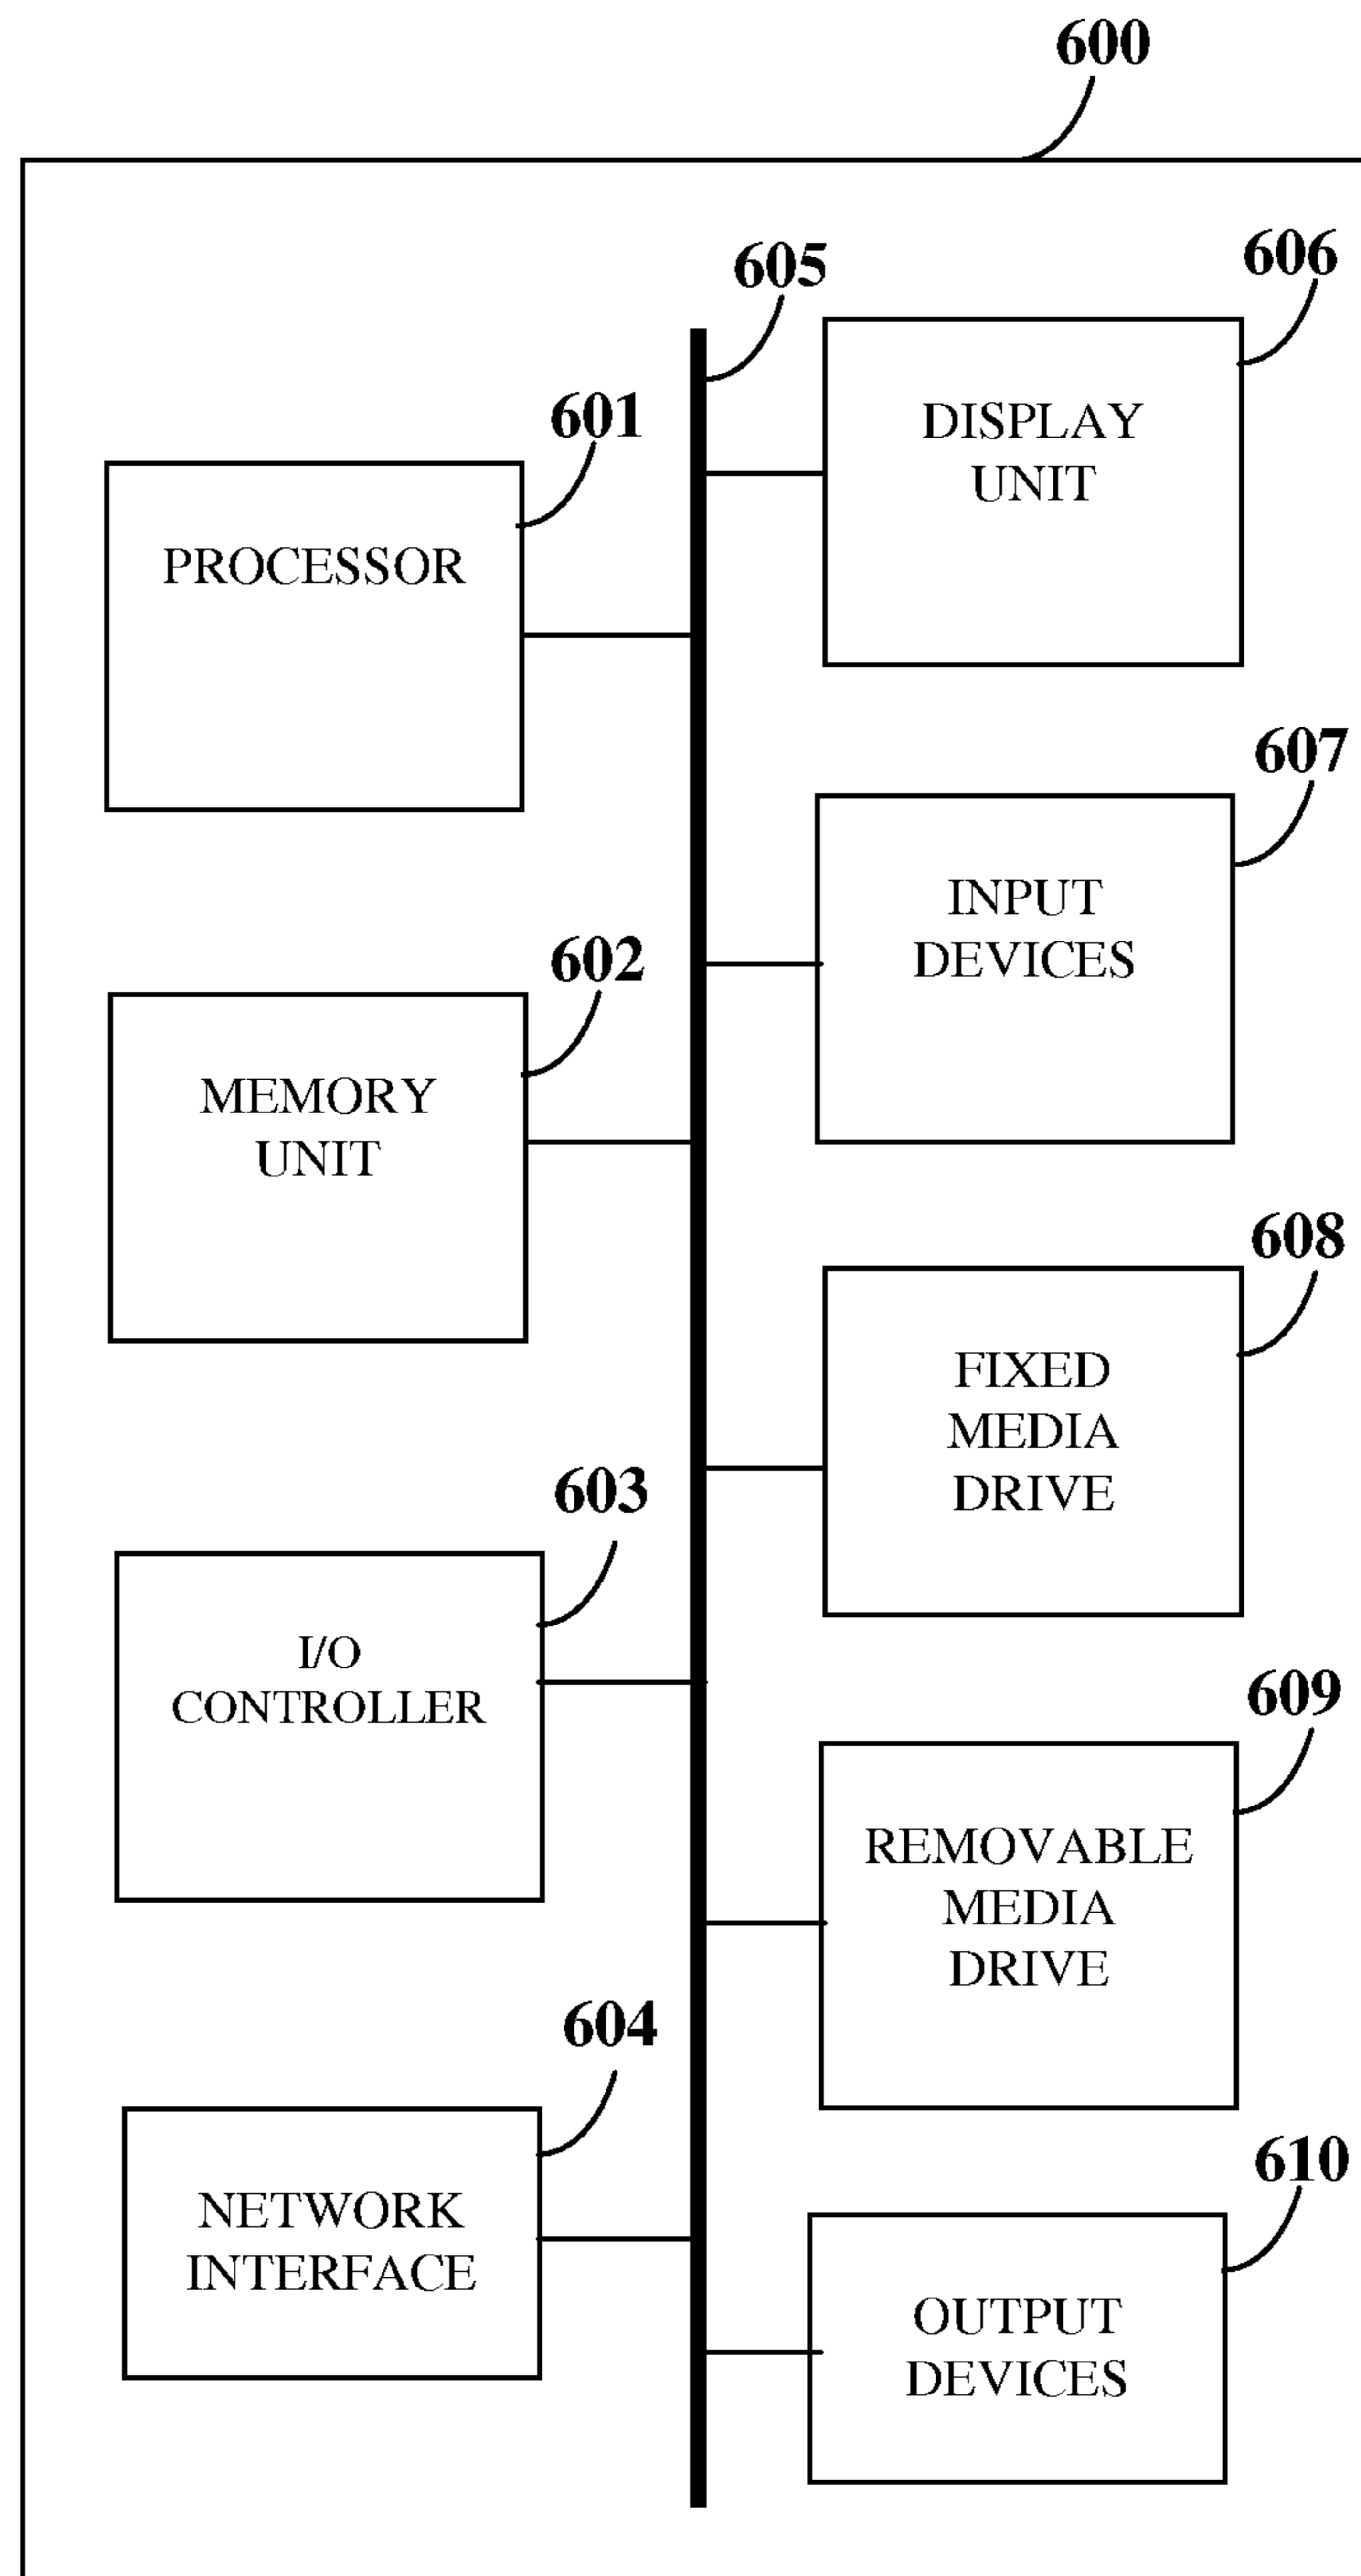 600
605
606
601
DISPLAY
UNIT
PROCESSOR
607
INPUT
DEVICES
602
MEMORY
UNIT
608
FIXED
MEDIA
DRIVE
603
I/O
CONTROLLER
609
REMOVABLE
MEDIA
DRIVE
604
NETWORK
INTERFACE
610
OUTPUT
DEVICES